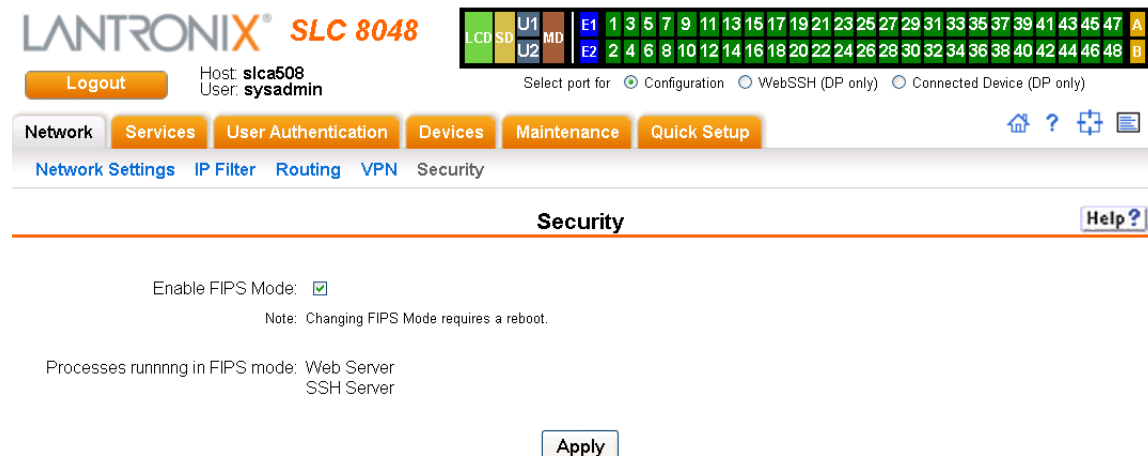 LANTRONIX® SLC 8048
LCD SD U1 MD E1 1 3 5 7 9 11 13 15 17 19 21 23 25 27 29 31 33 35 37 39 41 43 45 47 A
U2 E2 2 4 6 8 10 12 14 16 18 20 22 24 26 28 30 32 34 36 38 40 42 44 46 48 B
Logout
Host: slca508
User: sysadmin
Select port for Configuration WebSSH (DP only) Connected Device (DP only)
Network Services User Authentication Devices Maintenance Quick Setup ?
Network Settings IP Filter Routing VPN Security
Security
Help?
Enable FIPS Mode:
Note: Changing FIPS Mode requires a reboot.
Processes runnnng in FIPS mode: Web Server
SSH Server
Apply